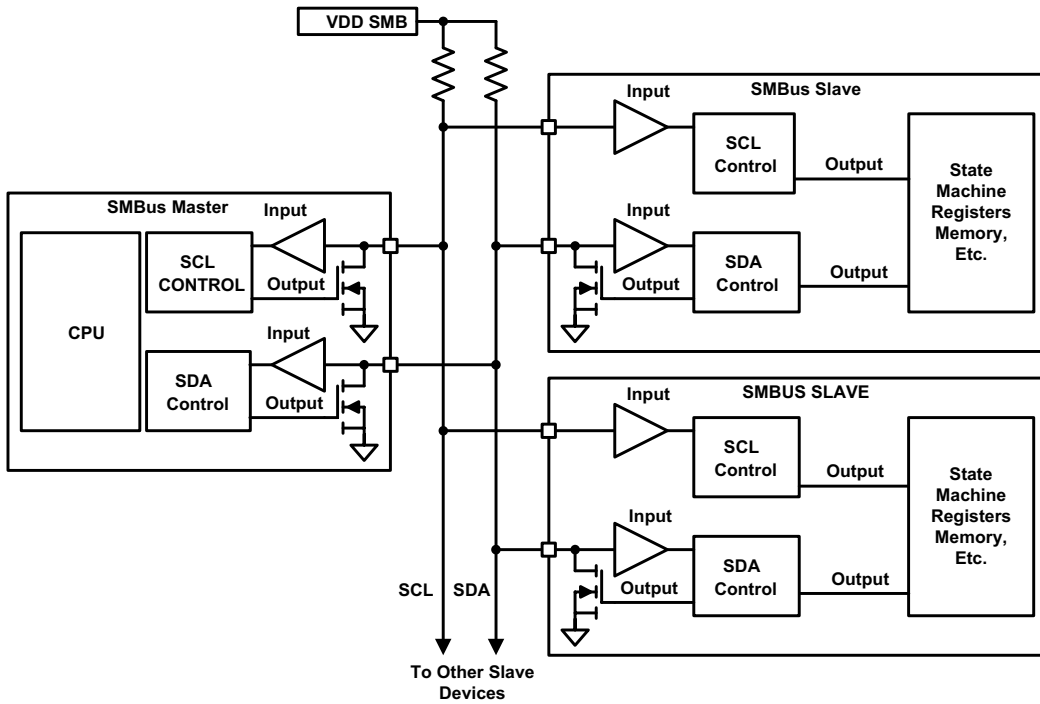 VDD SMB
SMBus Slave
Input
SCL
Control
Output
State
Machine
Registers
Memory,
Etc.
Input
Output
SDA
Control
Output
SMBus Master
Input
SCL
CONTROL
Output
CPU
Input
SDA
Control
Output
SMBUS SLAVE
Input
SCL
Control
Output
State
Machine
Registers
Memory,
Etc.
Input
Output
SDA
Control
Output
SCL
SDA
To Other Slave
Devices